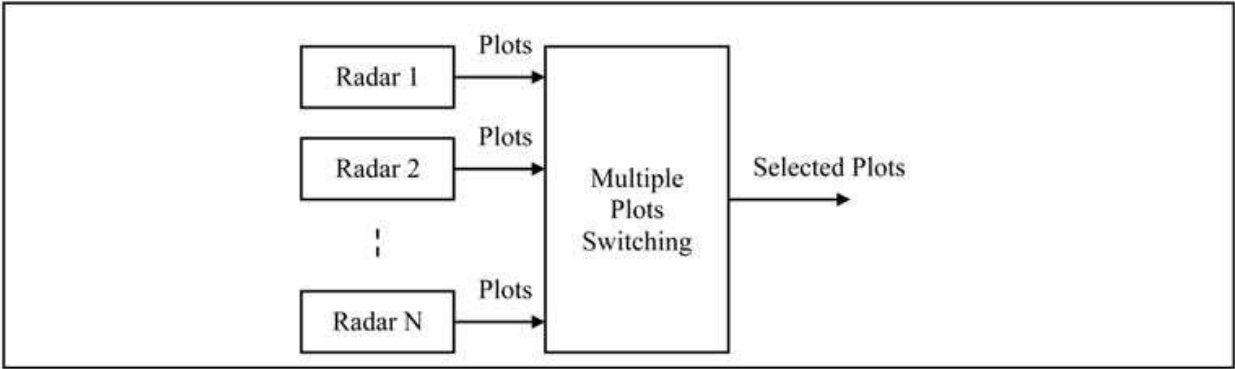 Plots
Radar 1
Plots
Radar 2
Multiple
Plots
Switching
Selected Plots
Plots
Radar N